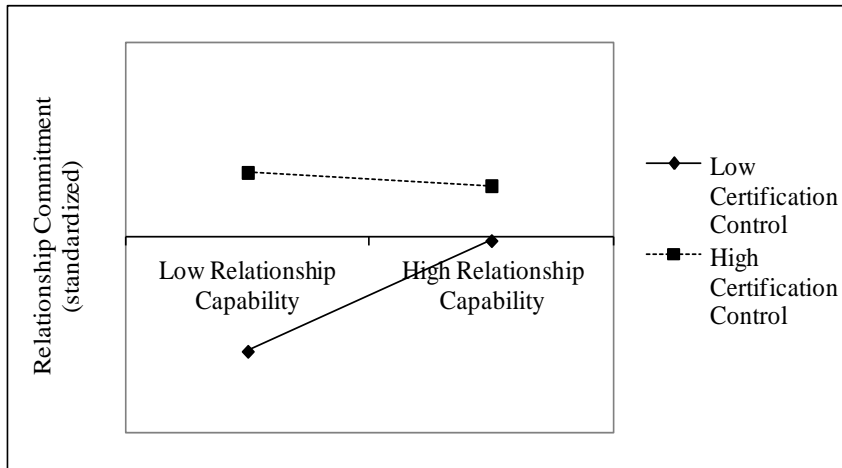 Relationship Commitment
(standardized)
Low Relationship
Capability
High Relationship
Capability
Low
Certification
Control
High
Certification
Control